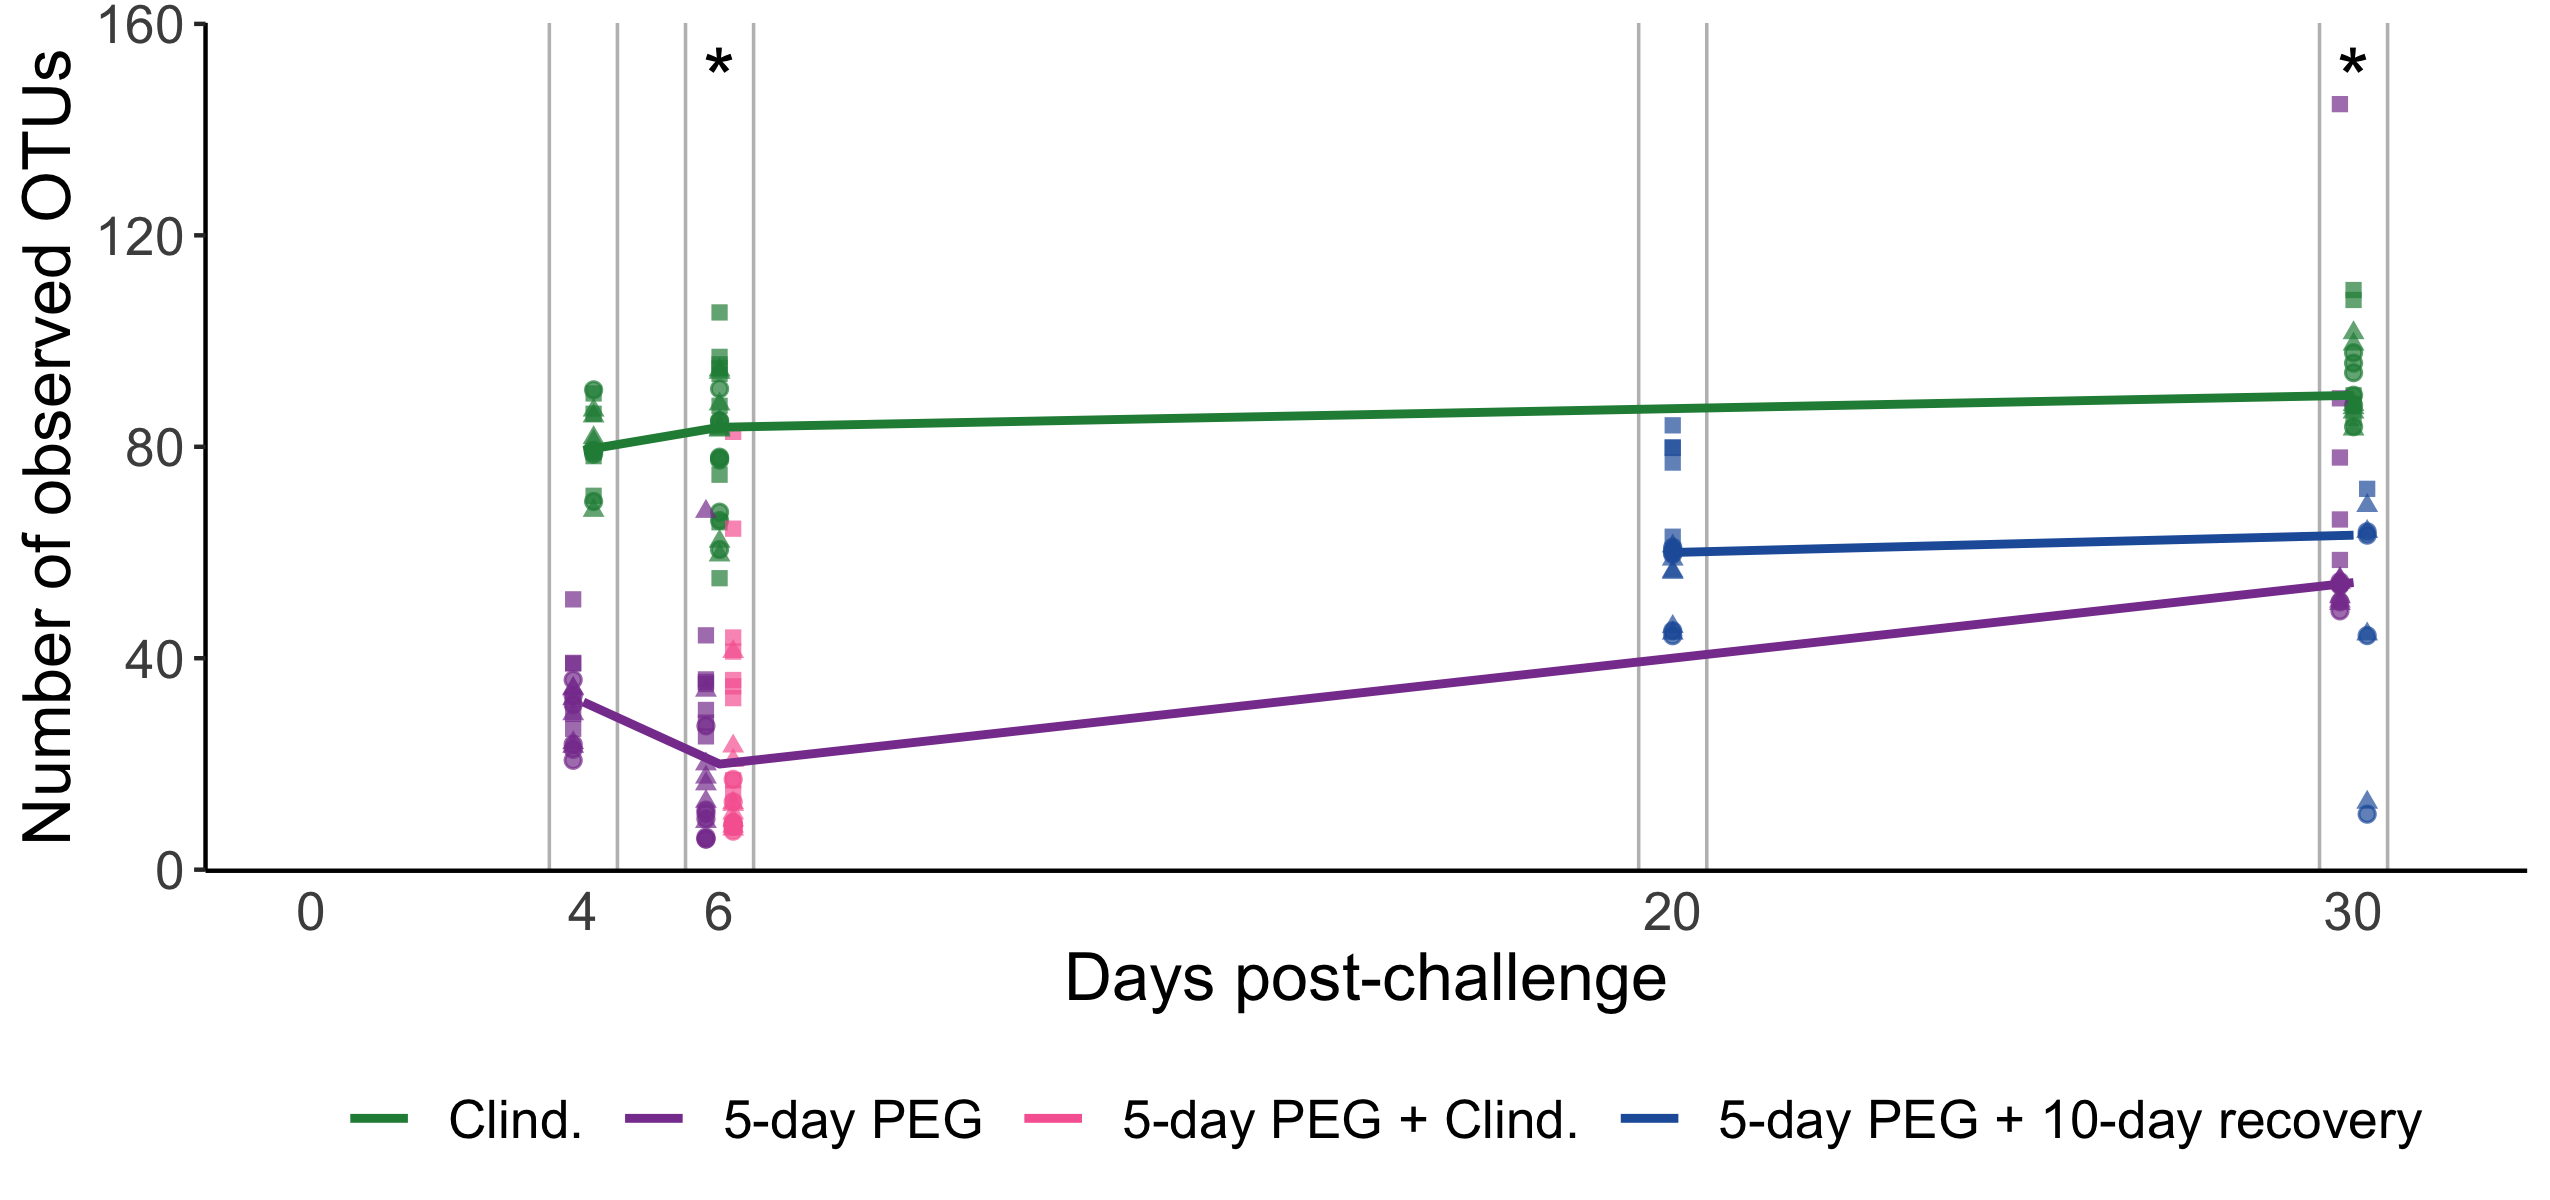 Number of observed OTUs
160
120
80
40
0
*
*
0 4 6 20 30
Days post-challenge
Clind. 5-day PEG 5-day PEG + Clind. 5-day PEG + 10-day recovery